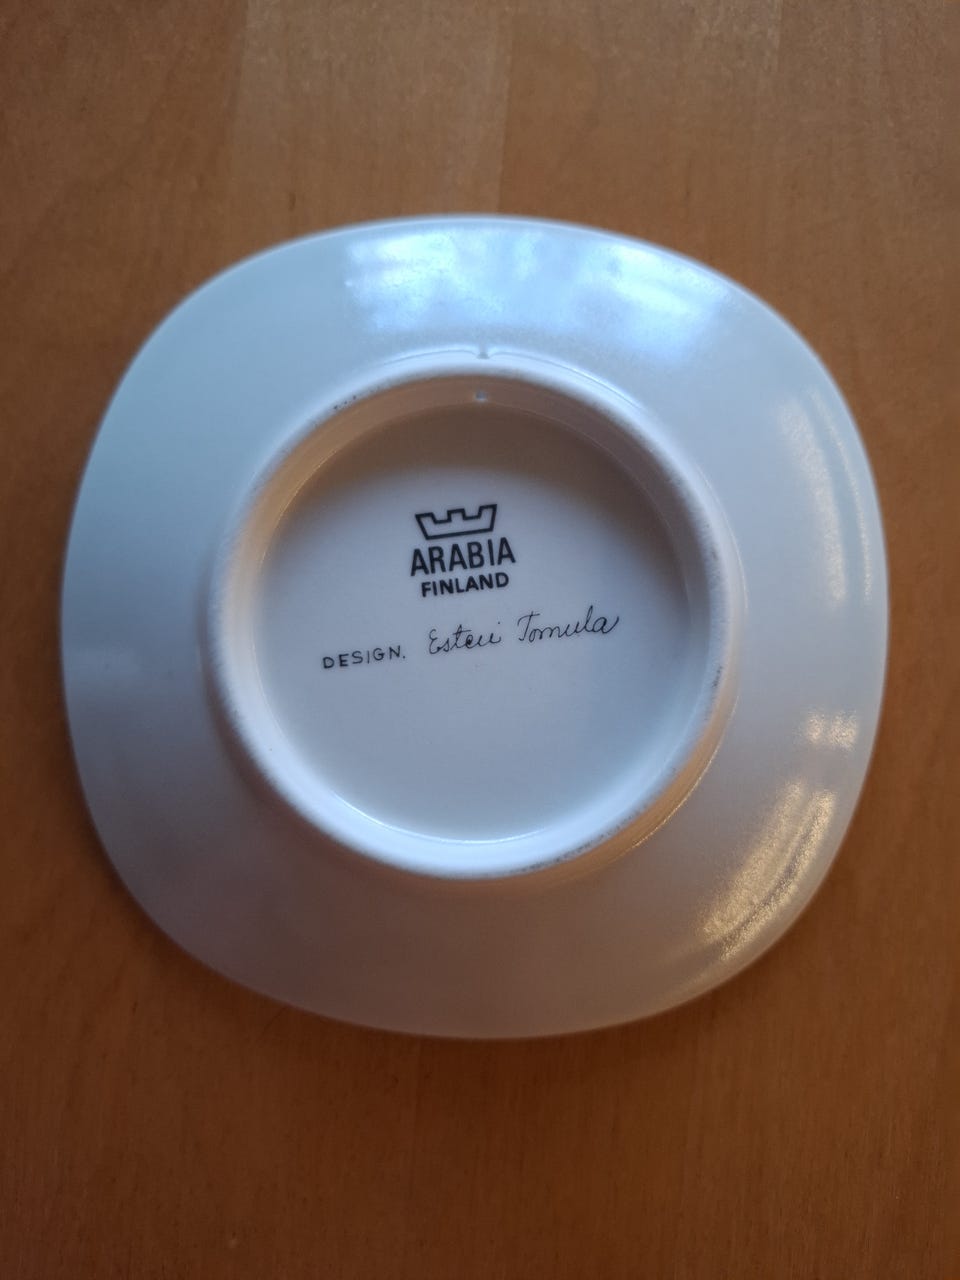 ARABIA
FINLAND
DESIGN. Esteri Tomula